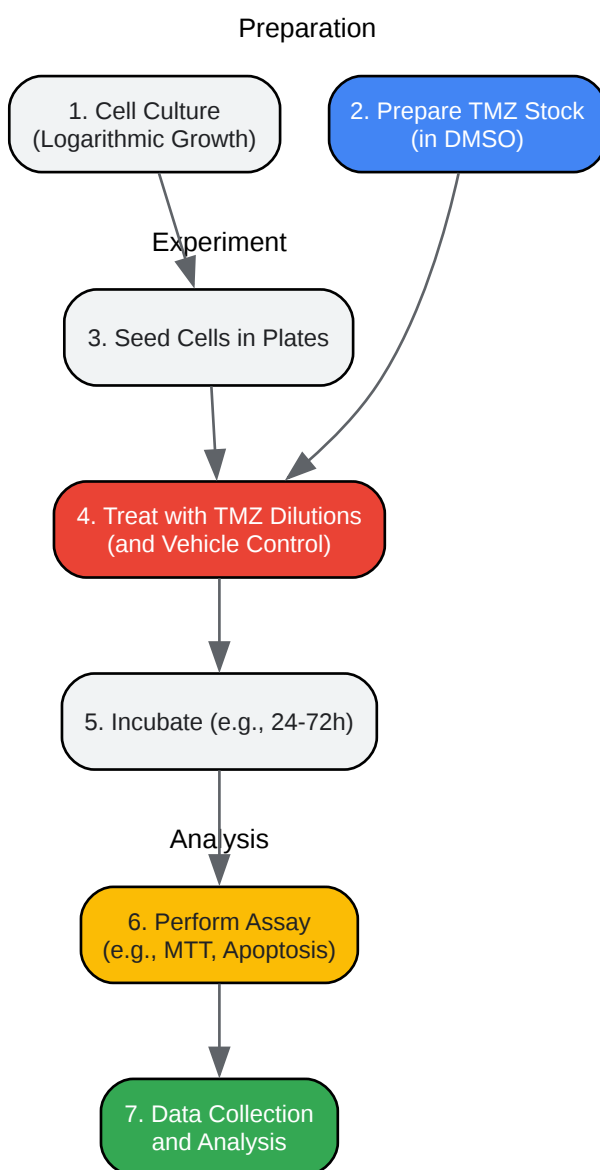 Preparation
1. Cell Culture
(Logarithmic Growth)
2. Prepare TMZ Stock
(in DMSO)
Experiment
3. Seed Cells in Plates
4. Treat with TMZ Dilutions
(and Vehicle Control)
5. Incubate (e.g., 24-72h)
Analysis
6. Perform Assay
(e.g., MTT, Apoptosis)
7. Data Collection
and Analysis